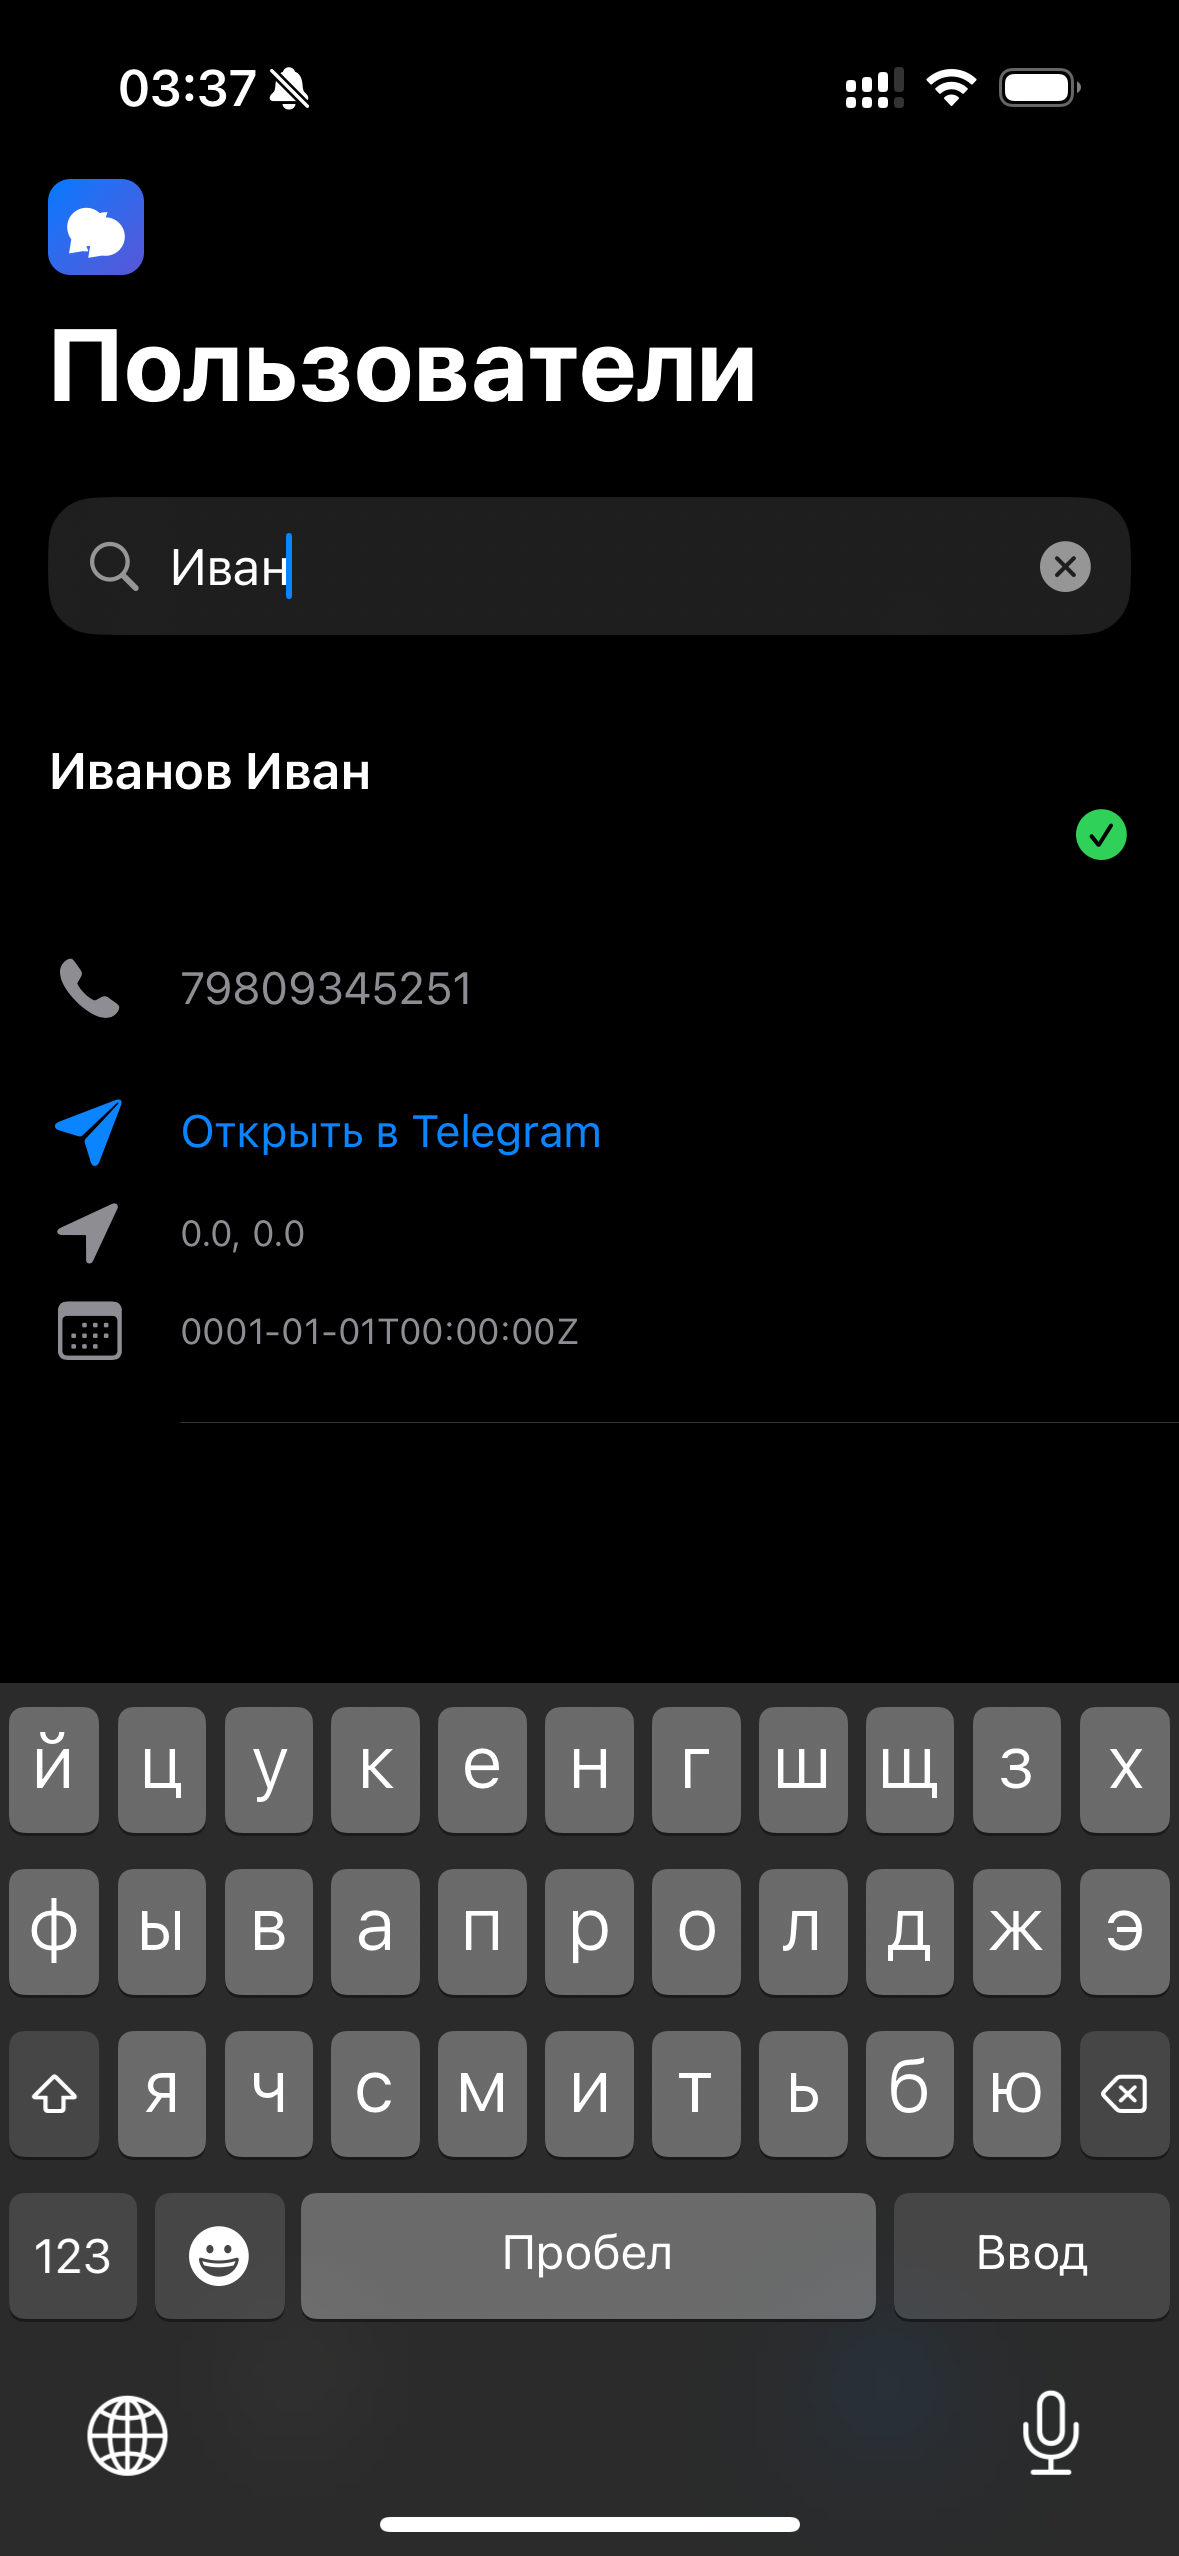 03:37
Пользователи
Иван
Иванов Иван
79809345251
Открыть в Telegram
0.0, 0.0
0001-01-01T00:00:00Z
й ц у к е н г ш щ з х
ф ы в а п р о л д ж э
я ч с м и т ь б ю
123 Пробел Ввод